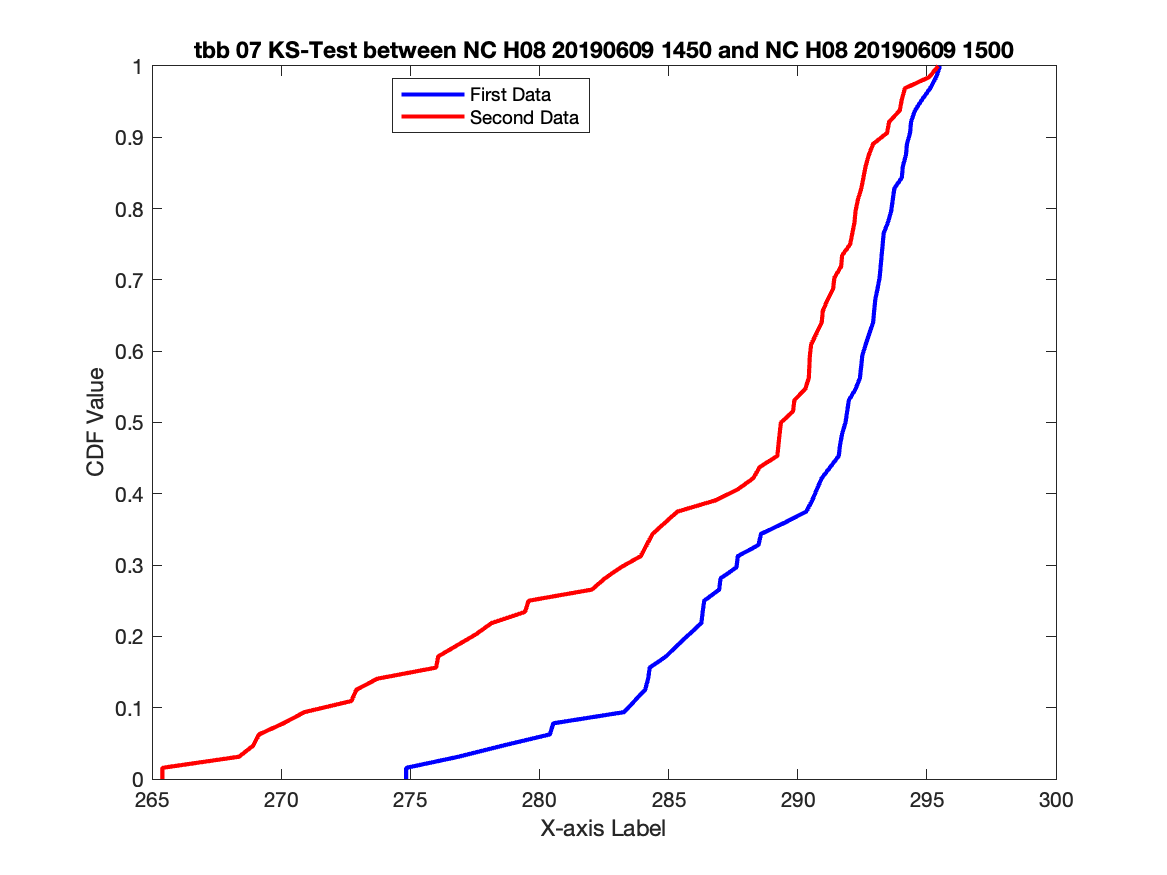 tbb 07 KS-Test between NC H08 20190609 1450 and NC H08 20190609 1500
First Data
Second Data
1
0.9
0.8
0.7
0.6
0.5
0.4
0.3
0.2
0.1
0
CDF Value
265 270 275 280 285 290 295 300
X-axis Label